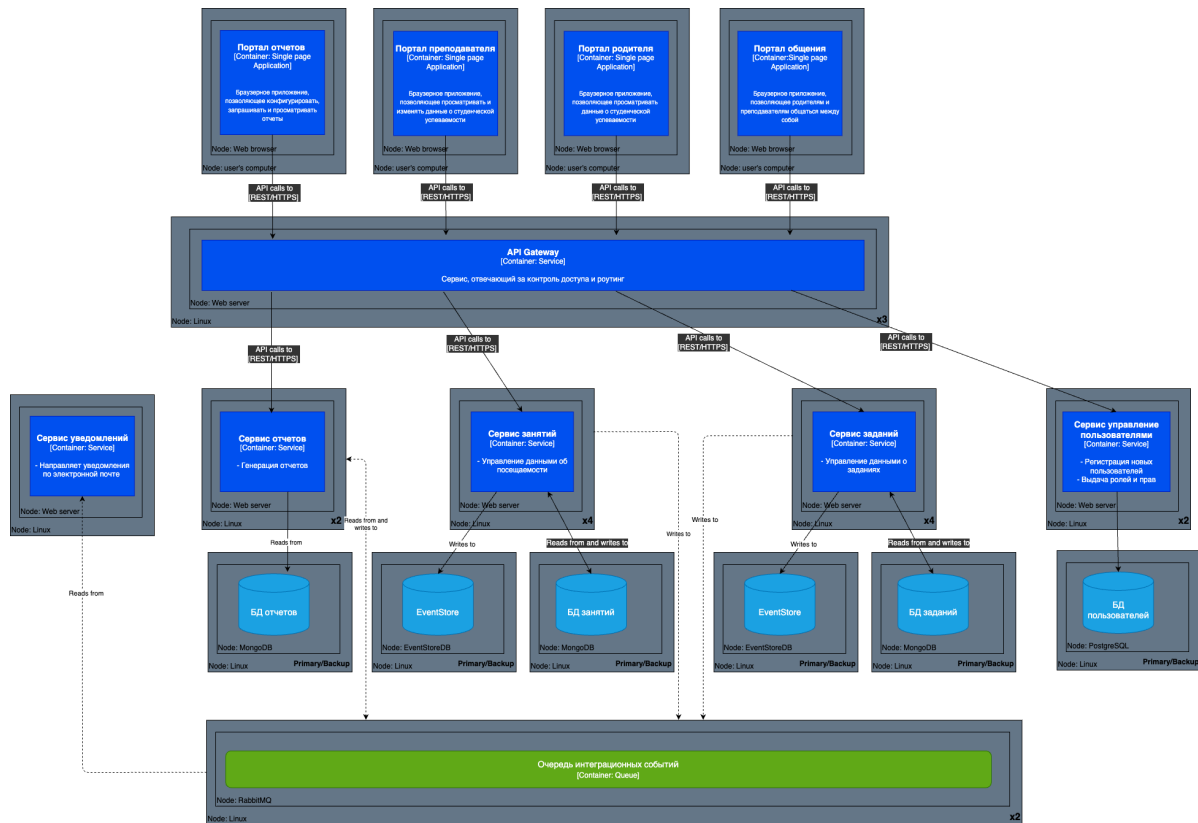 Портал отчетов
[Container: Single page
Application]
Браузерное приложение,
позволяющее конфигурировать,
запрашивать и просматривать
отчеты
Node: Web browser
Node: user's computer
Портал преподавателя
[Container: Single page
Application]
Браузерное приложение,
позволяющее просматривать и
изменять данные о студенческой
успеваемости
Node: Web browser
Node: user's computer
Портал родителя
[Container: Single page
Application]
Браузерное приложение,
позволяющее просматривать
данные о студенческой
успеваемости
Node: Web browser
Node: user's computer
Портал общения
[Container:Single page
Application]
Браузерное приложение,
позволяющее родителям и
преподавателям общаться между
собой
Node: Web browser
Node: user's computer
API calls to
[REST/HTTPS]
API calls to
[REST/HTTPS]
API calls to
[REST/HTTPS]
API calls to
[REST/HTTPS]
API Gateway
[Container: Service]
Сервис, отвечающий за контроль доступа и роутинг
Node: Web server
Node: Linux
x3
API calls to
[REST/HTTPS]
API calls to
[REST/HTTPS]
API calls to
[REST/HTTPS]
API calls to
[REST/HTTPS]
Сервис уведомлений
[Container: Service]
- Направляет уведомления
по электронной почте
Node: Web server
Node: Linux
Сервис отчетов
[Container: Service]
- Генерация отчетов
Node: Web server
Node: Linux
x2
Сервис занятий
[Container: Service]
- Управление данными об
посещаемости
Node: Web server
Node: Linux
x4
Сервис заданий
[Container: Service]
- Управление данными о
заданиях
Node: Web server
Node: Linux
x4
Сервис управление
пользователями
[Container: Service]
- Регистрация новых
пользователей
- Выдача ролей и прав
Node: Web server
Node: Linux
x2
Reads from and
writes to
Writes to
Reads from
Writes to
Reads from and writes to
Writes to
Reads from and writes to
Reads from
Writes to
БД отчетов
Node: MongoDB
Node: Linux
Primary/Backup
EventStore
Node: EventStoreDB
Node: Linux
Primary/Backup
БД занятий
Node: MongoDB
Node: Linux
Primary/Backup
EventStore
Node: EventStoreDB
Node: Linux
Primary/Backup
БД заданий
Node: MongoDB
Node: Linux
Primary/Backup
БД
пользователей
Node: PostgreSQL
Node: Linux
Primary/Backup
Очередь интеграционных событий
[Container: Queue]
Node: RabbitMQ
Node: Linux
x2